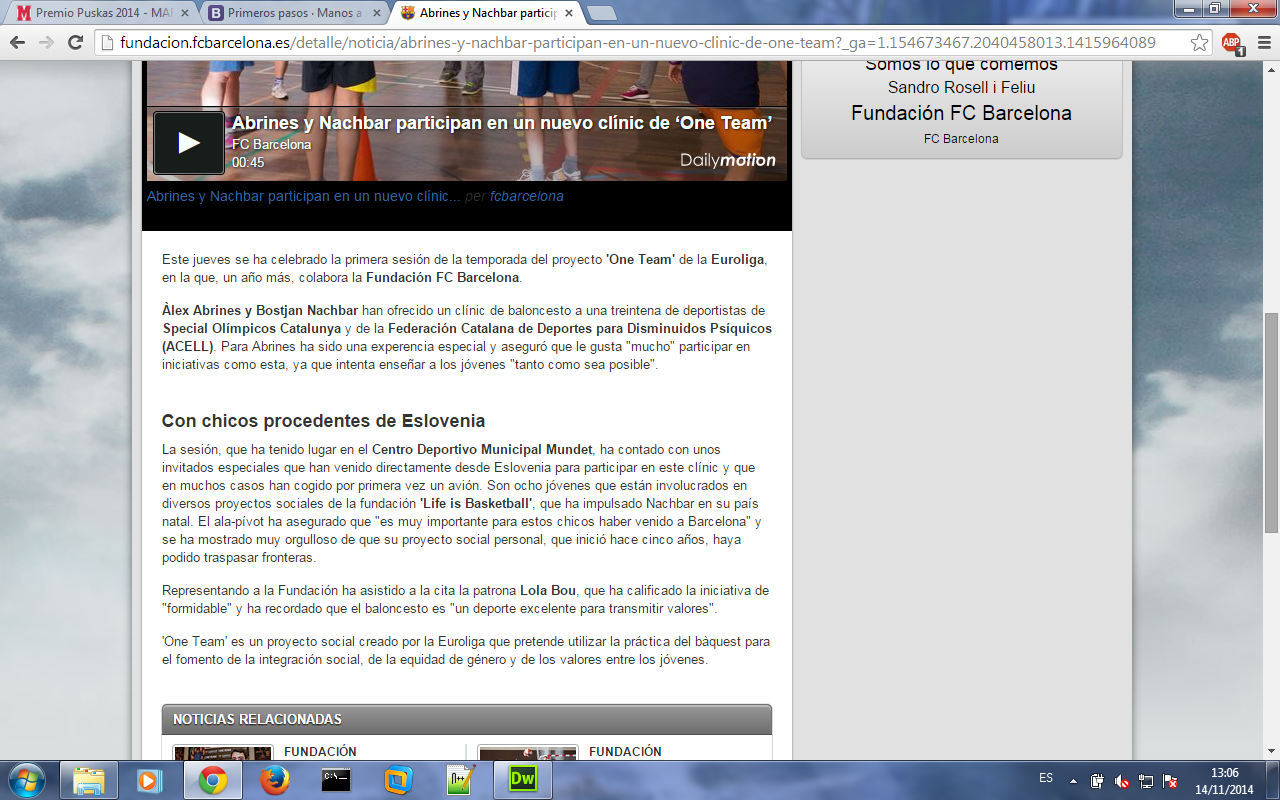 Premio Puskas 2014 - MAR
Primeros pasos · Manos a
Abrines y Nachbar particip
fundacion.fcbarcelona.es/detalle/noticia/abrines-y-nachbar-participan-en-un-nuevo-clinic-de-one-team?_ga=1.154673467.2040458013.1415964089
ABP
1
Abrines y Nachbar participan en un nuevo clínic de ‘One Team’
FC Barcelona
00:45
Dailymotion
Abrines y Nachbar participan en un nuevo clínic... per fcbarcelona
Somos lo que comemos
Sandro Rosell i Feliu
Fundación FC Barcelona
FC Barcelona
Este jueves se ha celebrado la primera sesión de la temporada del proyecto 'One Team' de la Euroliga,
en la que, un año más, colabora la Fundación FC Barcelona.
Àlex Abrines y Bostjan Nachbar han ofrecido un clínic de baloncesto a una treintena de deportistas de
Special Olímpicos Catalunya y de la Federación Catalana de Deportes para Disminuidos Psíquicos
(ACELL). Para Abrines ha sido una experencia especial y aseguró que le gusta "mucho" participar en
iniciativas como esta, ya que intenta enseñar a los jóvenes "tanto como sea posible".
Con chicos procedentes de Eslovenia
La sesión, que ha tenido lugar en el Centro Deportivo Municipal Mundet, ha contado con unos
invitados especiales que han venido directamente desde Eslovenia para participar en este clínic y que
en muchos casos han cogido por primera vez un avión. Son ocho jóvenes que están involucrados en
diversos proyectos sociales de la fundación 'Life is Basketball', que ha impulsado Nachbar en su país
natal. El ala-pívot ha asegurado que "es muy importante para estos chicos haber venido a Barcelona" y
se ha mostrado muy orgulloso de que su proyecto social personal, que inició hace cinco años, haya
podido traspasar fronteras.
Representando a la Fundación ha asistido a la cita la patrona Lola Bou, que ha calificado la iniciativa de
"formidable" y ha recordado que el baloncesto es "un deporte excelente para transmitir valores".
'One Team' es un proyecto social creado por la Euroliga que pretende utilizar la práctica del bàquest para
el fomento de la integración social, de la equidad de género y de los valores entre los jóvenes.
NOTICIAS RELACIONADAS
FUNDACIÓN
FUNDACIÓN
C:\_
Dw
ES
13:06
14/11/2014